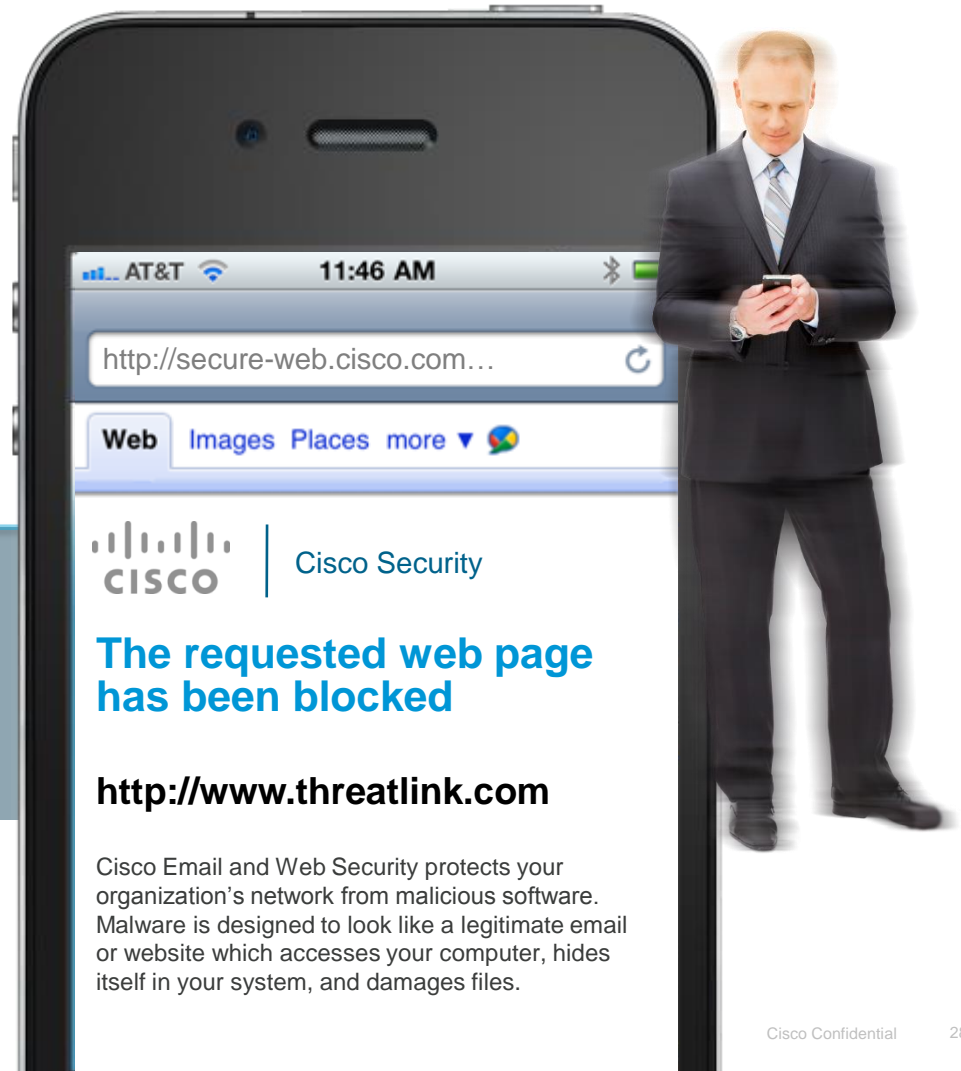 AT&T 11:46 AM
http://secure-web.cisco.com…
Web Images Places more ▼
CISCO
Cisco Security
The requested web page
has been blocked
http://www.threatlink.com
Cisco Email and Web Security protects your
organization’s network from malicious software.
Malware is designed to look like a legitimate email
or website which accesses your computer, hides
itself in your system, and damages files.
Cisco Confidential 28